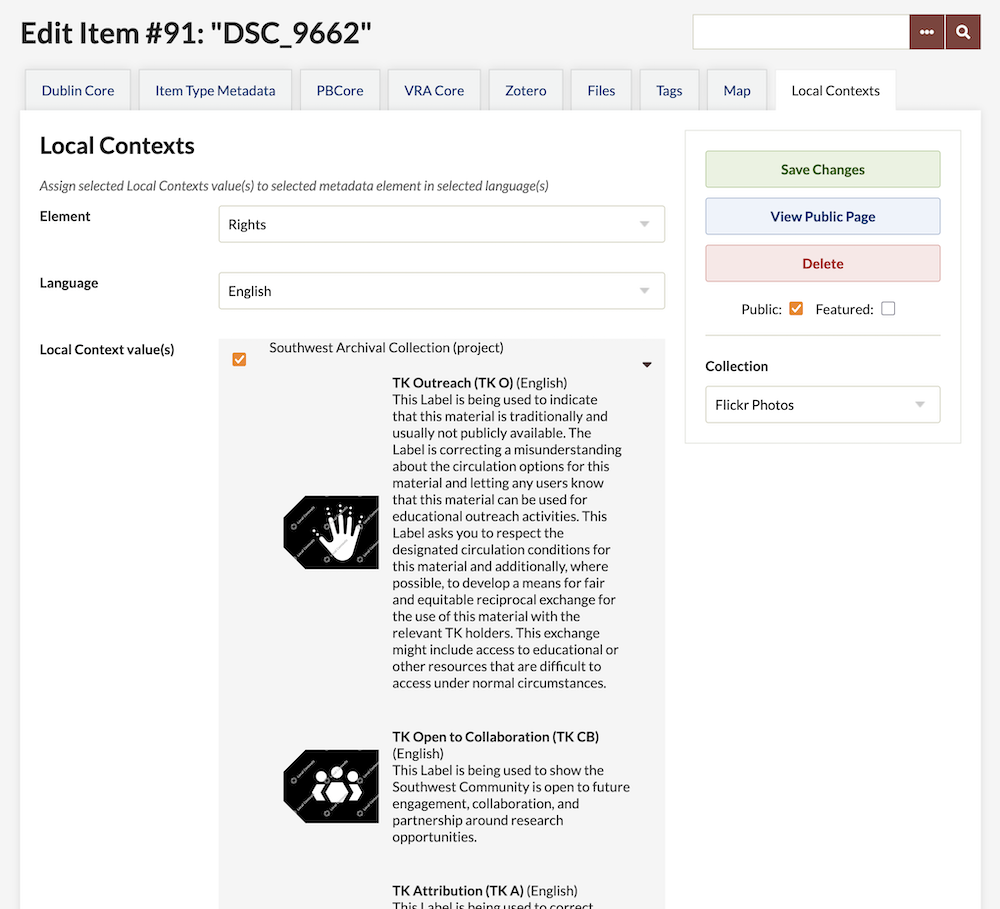 Edit Item #91: "DSC_9662"
Dublin Core
Item Type Metadata
PBCore
VRA Core
Zotero
Files
Tags
Map
Local Contexts
Local Contexts
Assign selected Local Contexts value(s) to selected metadata element in selected language(s)
Element
Rights
Language
English
Local Context value(s)
Southwest Archival Collection (project)
TK Outreach (TK O) (English)
This Label is being used to indicate
that this material is traditionally and
usually not publicly available. The
Label is correcting a misunderstanding
about the circulation options for this
material and letting any users know
that this material can be used for
educational outreach activities. This
Label asks you to respect the
designated circulation conditions for
this material and additionally, where
possible, to develop a means for fair
and equitable reciprocal exchange for
the use of this material with the
relevant TK holders. This exchange
might include access to educational or
other resources that are difficult to
access under normal circumstances.
TK Open to Collaboration (TK CB)
(English)
This Label is being used to show the
Southwest Community is open to future
engagement, collaboration, and
partnership around research
opportunities.
TK Attribution (TK A) (English)
This Label is being used to correct
Save Changes
View Public Page
Delete
Public:
Featured:
Collection
Flickr Photos